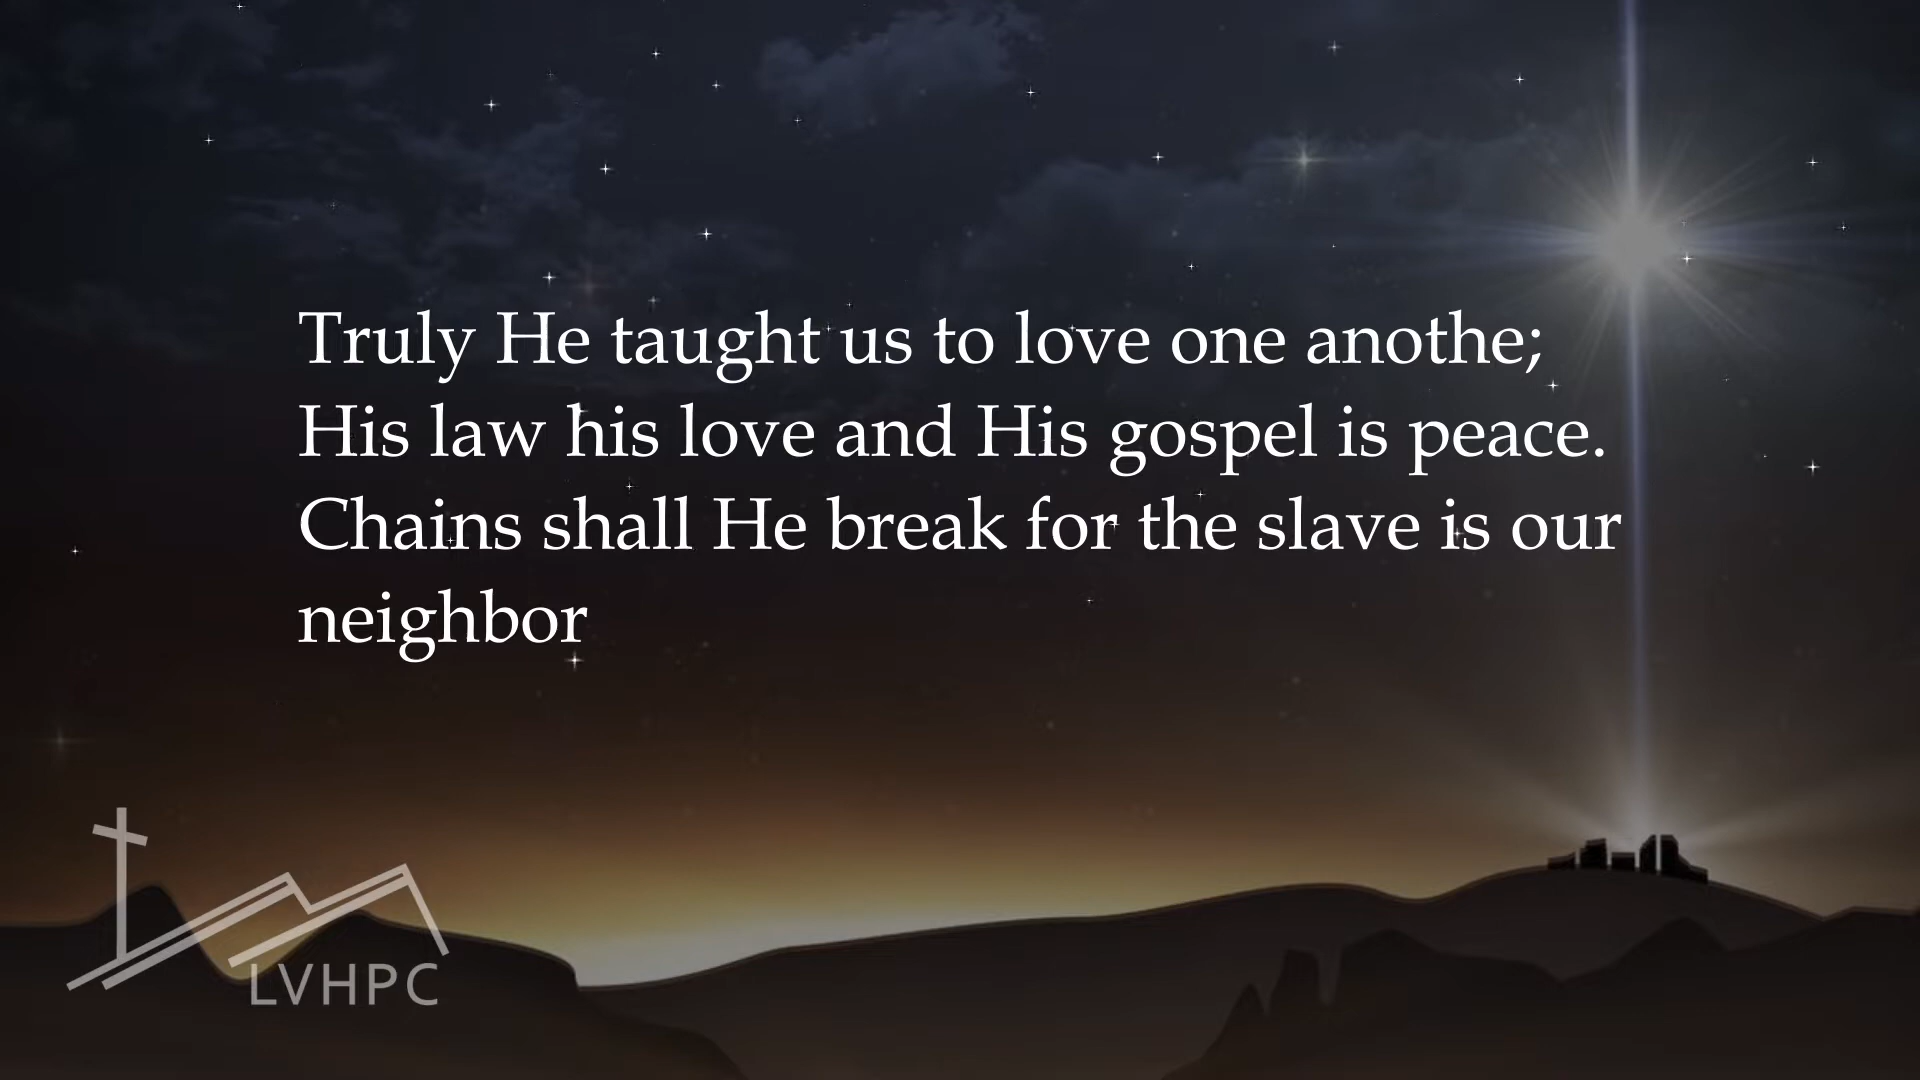 Truly He taught us to love one anothe;
His law his love and His gospel is peace.
Chains shall He break for the slave is our
neighbor
LVHPC